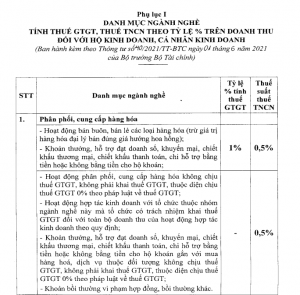 Phụ lục I
DANH MỤC NGÀNH NGHỀ
TÍNH THUẾ GTGT, THUẾ TNCN THEO TỶ LỆ % TRÊN DOANH THU
ĐỐI VỚI HỘ KINH DOANH, CÁ NHÂN KINH DOANH
(Ban hành kèm theo Thông tư số 40/2021/TT-BTC ngày 01 tháng 6 năm 2021
của Bộ trưởng Bộ Tài chính)
STT
Danh mục ngành nghề
Tỷ lệ
% tính
thuế
GTGT
Thuế
suất
thuế
TNCN
1.
Phân phối, cung cấp hàng hóa
- Hoạt động bán buôn, bán lẻ các loại hàng hóa (trừ giá trị
hàng hóa đại lý bán đúng giá hưởng hoa hồng);
- Khoản thưởng, hỗ trợ đạt doanh số, khuyến mại, chiết
khấu thương mại, chiết khấu thanh toán, chi hỗ trợ bằng
tiền hoặc không bằng tiền cho hộ khoán;
1%
0,5%
- Hoạt động phân phối, cung cấp hàng hóa không chịu
thuế GTGT, không phải khai thuế GTGT, thuộc diện chịu
thuế GTGT 0% theo pháp luật về thuế GTGT;
- Hoạt động hợp tác kinh doanh với tổ chức thuộc nhóm
ngành nghề này mà tổ chức có trách nhiệm khai thuế
GTGT đối với toàn bộ doanh thu của hoạt động hợp tác
kinh doanh theo quy định;
- Khoản thưởng, hỗ trợ đạt doanh số, khuyến mại, chiết
khấu thương mại, chiết khấu thanh toán, chi hỗ trợ bằng
tiền hoặc không bằng tiền cho hộ khoán gắn với mua
hàng hóa, dịch vụ thuộc đối tượng không chịu thuế
GTGT, không phải khai thuế GTGT, thuộc diện chịu thuế
GTGT 0% theo pháp luật về thuế GTGT;
- Khoản bồi thường vi phạm hợp đồng, bồi thường khác.
-
0,5%